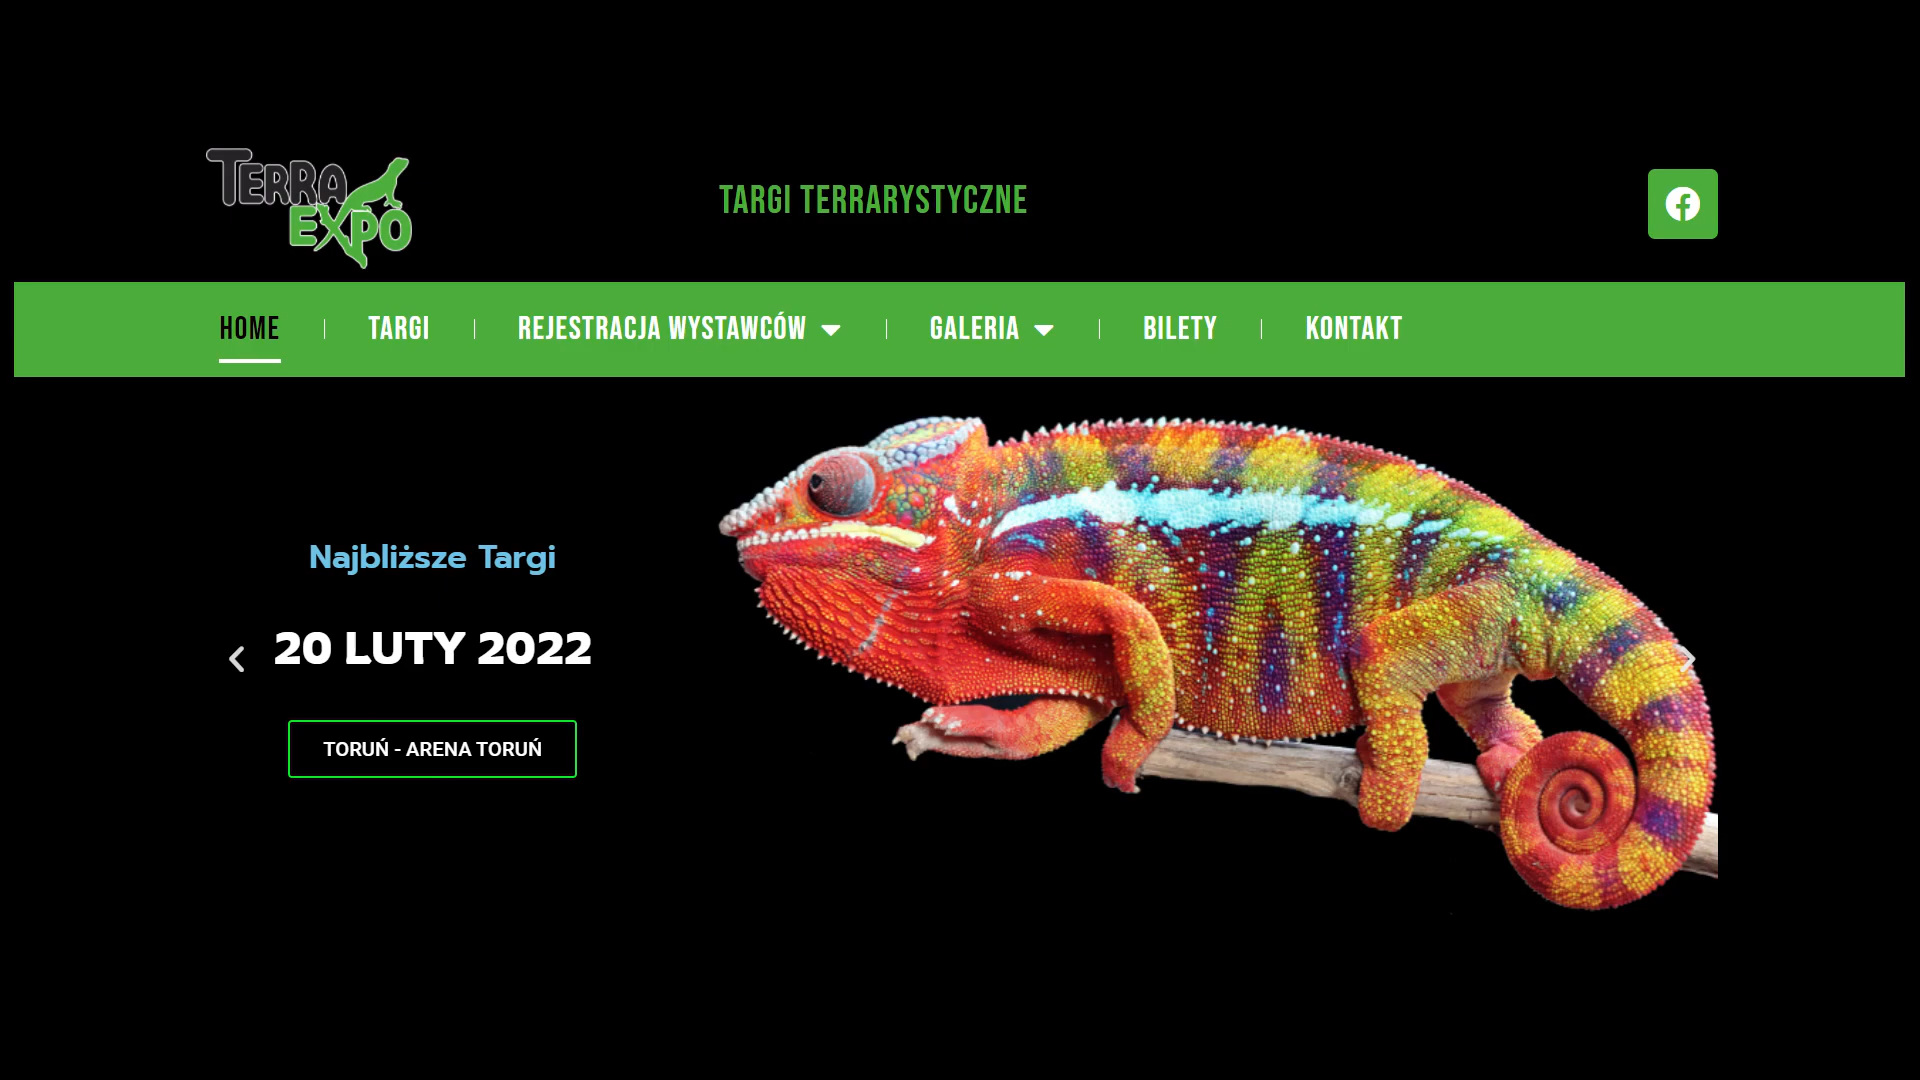 TERRA
EXPO
TARGI TERRARYSTYCZNE
HOME
TARGI
REJESTRACJA WYSTAWCÓW
GALERIA
BILETY
KONTAKT
Najbliższe Targi
20 LUTY 2022
TORUŃ - ARENA TORUŃ